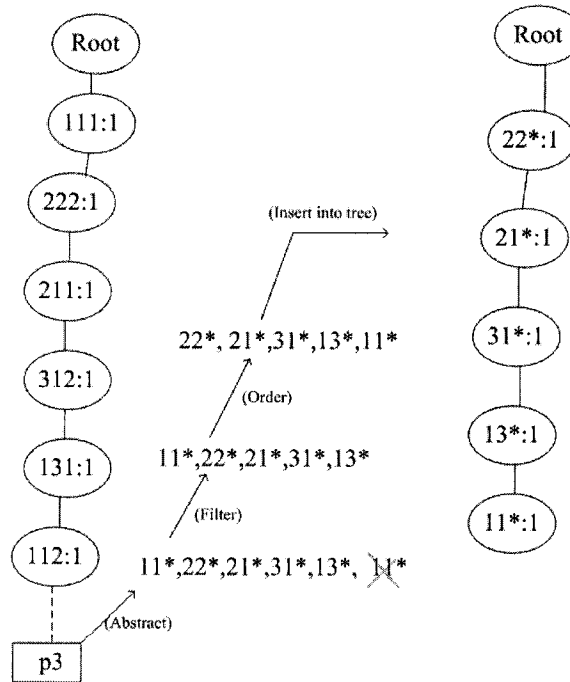 Root
111:1
222:1
211:1
312:1
131:1
112:1
p3
(Abstract)
11*,22*,21*,31*,13*, 11*
(Filter)
11*,22*,21*,31*,13*
(Order)
22*, 21*,31*,13*,11*
(Insert into tree)
Root
22*:1
21*:1
31*:1
13*:1
11*:1